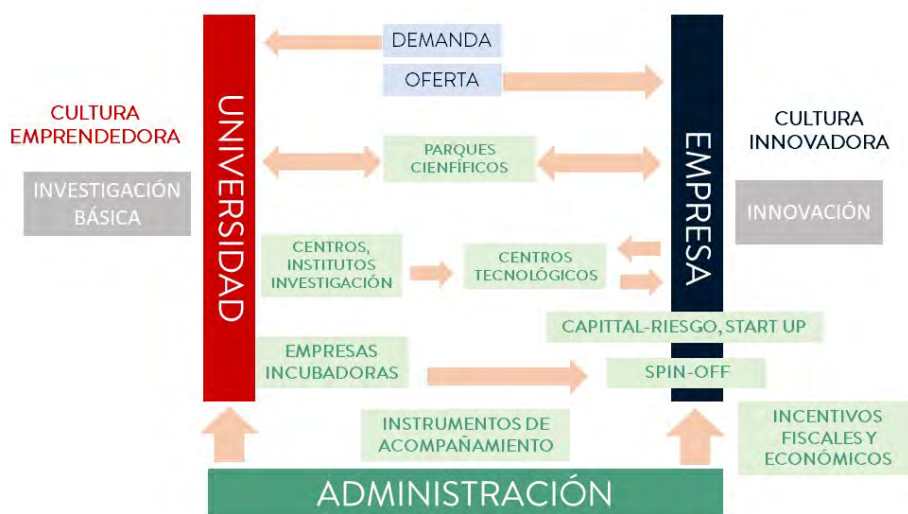 DEMANDA
OFERTA
UNIVERSIDAD
EMPRESA
CULTURA
EMPRENDEDORA
CULTURA
INNOVADORA
PARQUES
CIENFÍFICOS
INVESTIGACIÓN
BÁSICA
INNOVACIÓN
CENTROS,
INSTITUTOS
INVESTIGACIÓN
CENTROS
TECNOLÓGICOS
CAPITTAL-RIESGO, START UP
EMPRESAS
INCUBADORAS
SPIN-OFF
INSTRUMENTOS DE
ACOMPAÑAMIENTO
INCENTIVOS
FISCALES Y
ECONÓMICOS
ADMINISTRACIÓN